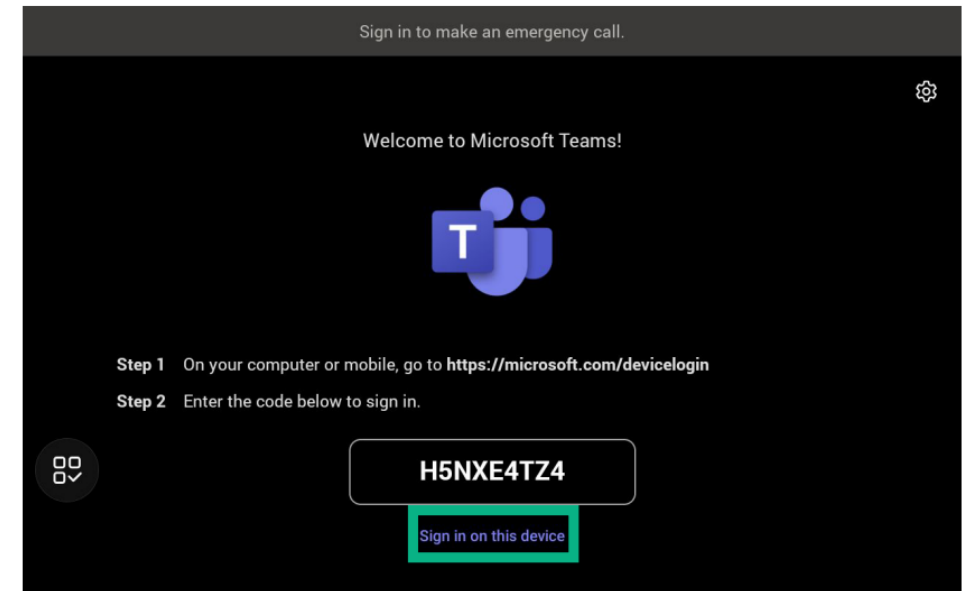 Sign in to make an emergency call.
Welcome to Microsoft Teams!
T
Step 1 On your computer or mobile, go to https://microsoft.com/devicelogin
Step 2 Enter the code below to sign in.
H5NXE4TZ4
Sign in on this device